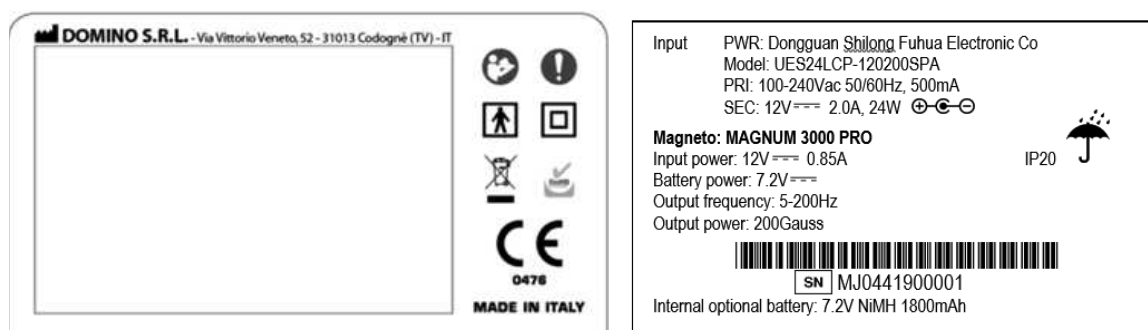 DOMINO S.R.L. - Via Vittorio Veneto, 52 - 31013 Codognè (TV) - IT
0476
MADE IN ITALY
Input PWR: Dongguan Shilong Fuhua Electronic Co
Model: UES24LCP-120200SPA
PRI: 100-240Vac 50/60Hz, 500mA
SEC: 12V⎓ 2.0A, 24W
Magneto: MAGNUM 3000 PRO
Input power: 12V⎓ 0.85A IP20
Battery power: 7.2V⎓
Output frequency: 5-200Hz
Output power: 200Gauss
SN MJ0441900001
Internal optional battery: 7.2V NiMH 1800mAh